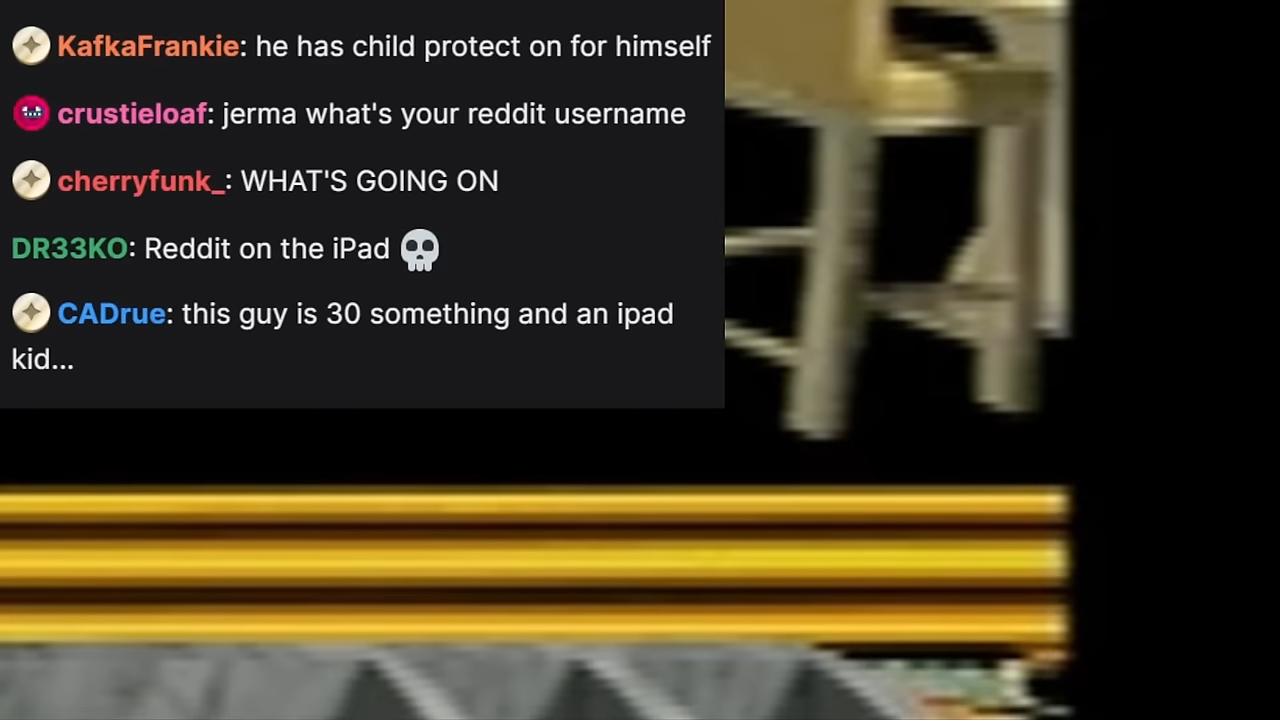 KafkaFrankie: he has child protect on for himself
crustieloaf: jerma what's your reddit username
cherryfunk_: WHAT'S GOING ON
DR33KO: Reddit on the iPad 💀
CADrue: this guy is 30 something and an ipad
kid...